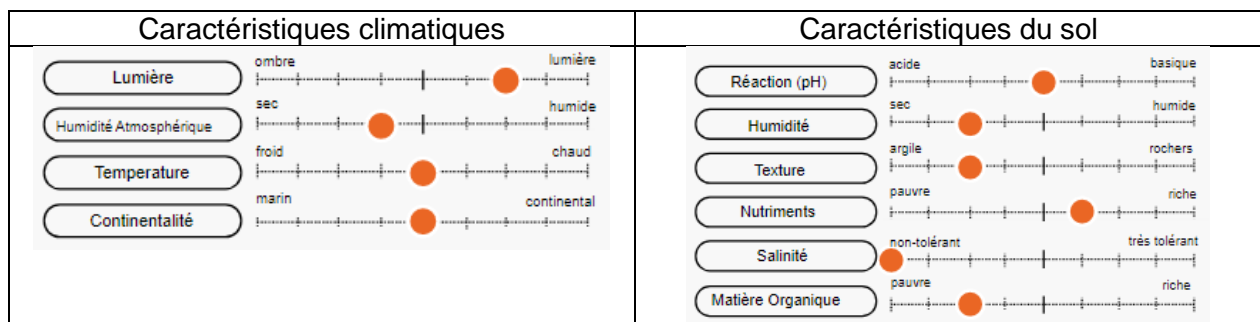 Caractéristiques climatiques
Lumière
ombre
lumière
Humidité Atmosphérique
sec
humide
Temperature
froid
chaud
Continentalité
marin
continental
Caractéristiques du sol
Réaction (pH)
acide
basique
Humidité
sec
humide
Texture
argile
rochers
Nutriments
pauvre
riche
Salinité
non-tolérant
très tolérant
Matière Organique
pauvre
riche